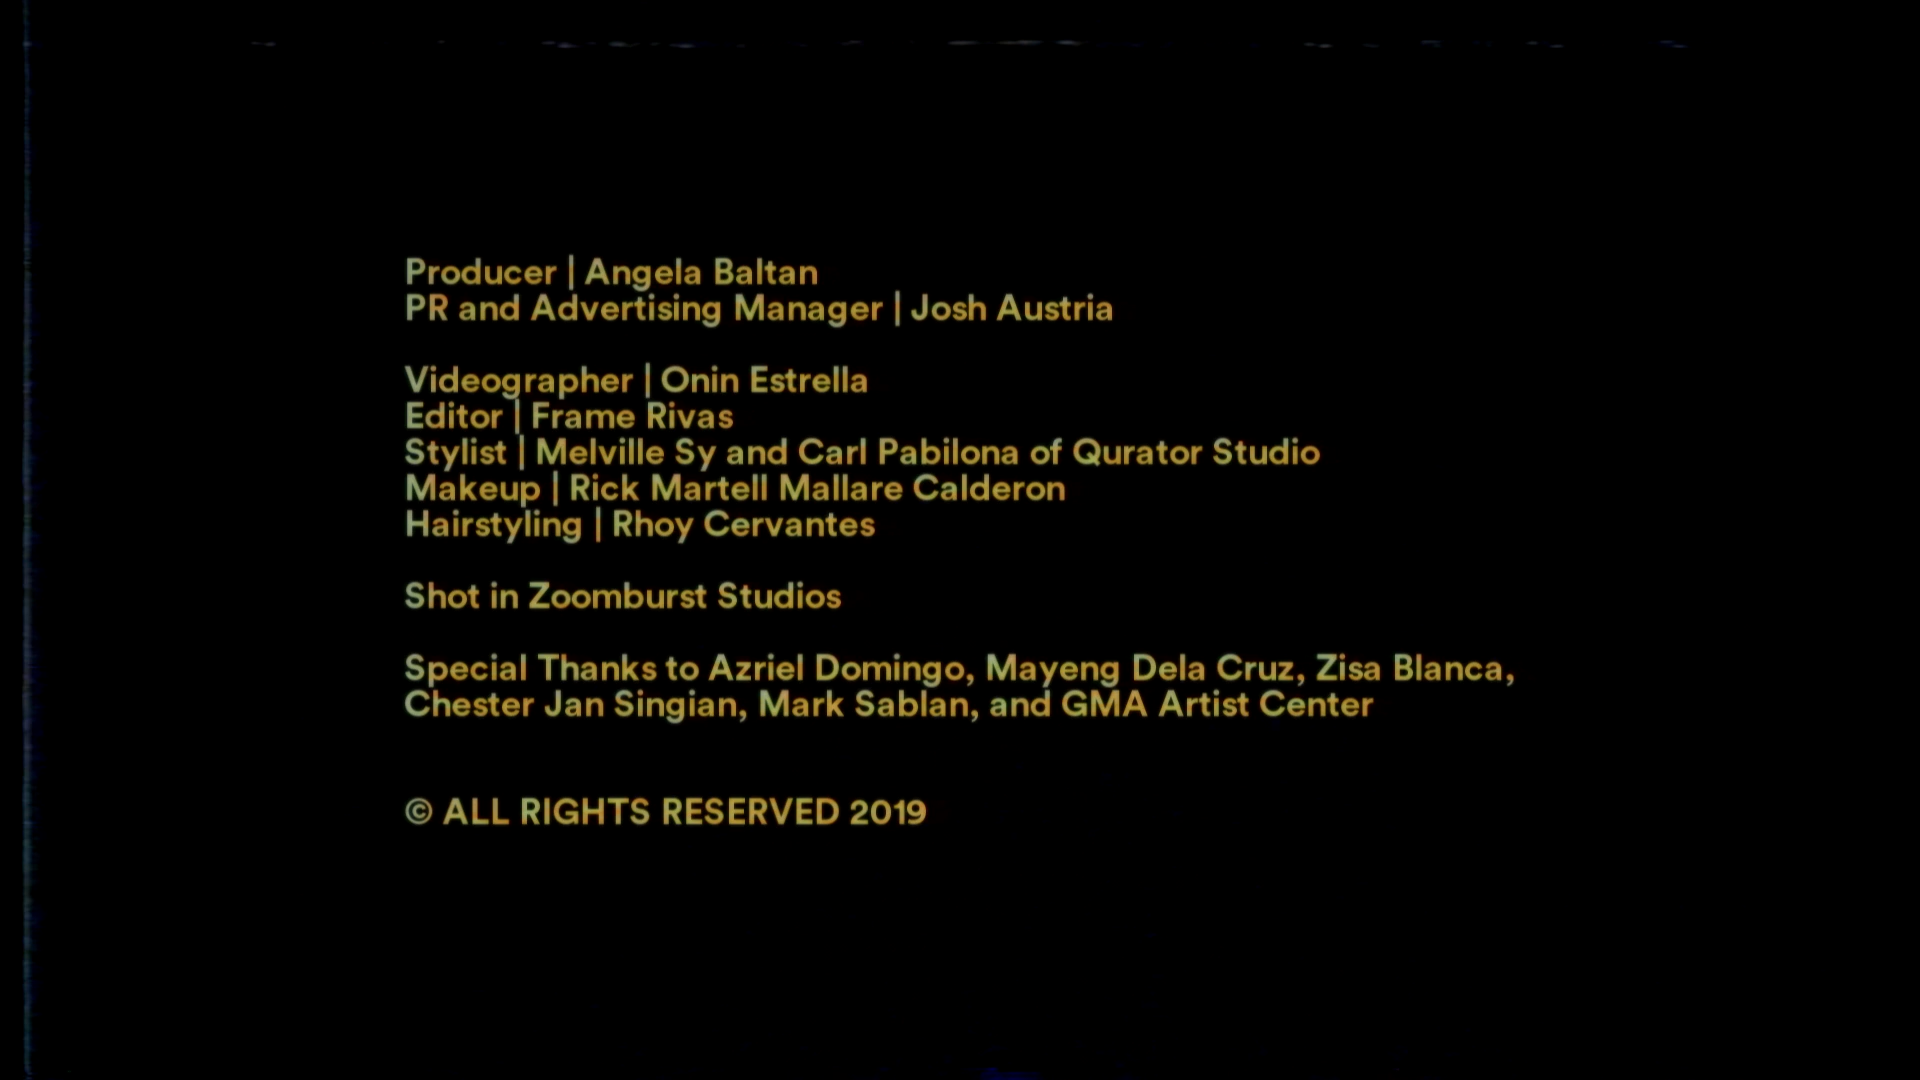 Producer | Angela Baltan
PR and Advertising Manager | Josh Austria
Videographer | Onin Estrella
Editor | Frame Rivas
Stylist | Melville Sy and Carl Pabilona of Qurator Studio
Makeup | Rick Martell Mallare Calderon
Hairstyling | Rhoy Cervantes
Shot in Zoomburst Studios
Special Thanks to Azriel Domingo, Mayeng Dela Cruz, Zisa Blanca,
Chester Jan Singian, Mark Sablan, and GMA Artist Center
© ALL RIGHTS RESERVED 2019